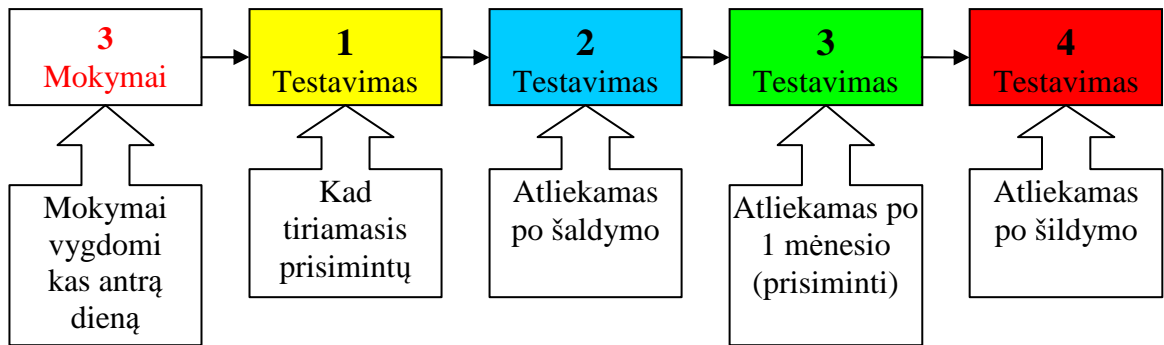 3
Mokymai
1
Testavimas
2
Testavimas
3
Testavimas
4
Testavimas
Mokymai
vygdomi
kas antrą
dieną
Kad
tiriamasis
prisimintų
Atliekamas
po šaldymo
Atliekamas po
1 mėnesio
(prisiminti)
Atliekamas
po šildymo